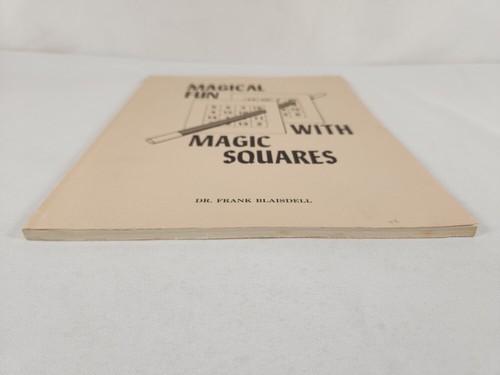 MAGICAL
FUN
WITH
MAGIC
SQUARES
DR. FRANK BLAISDELL